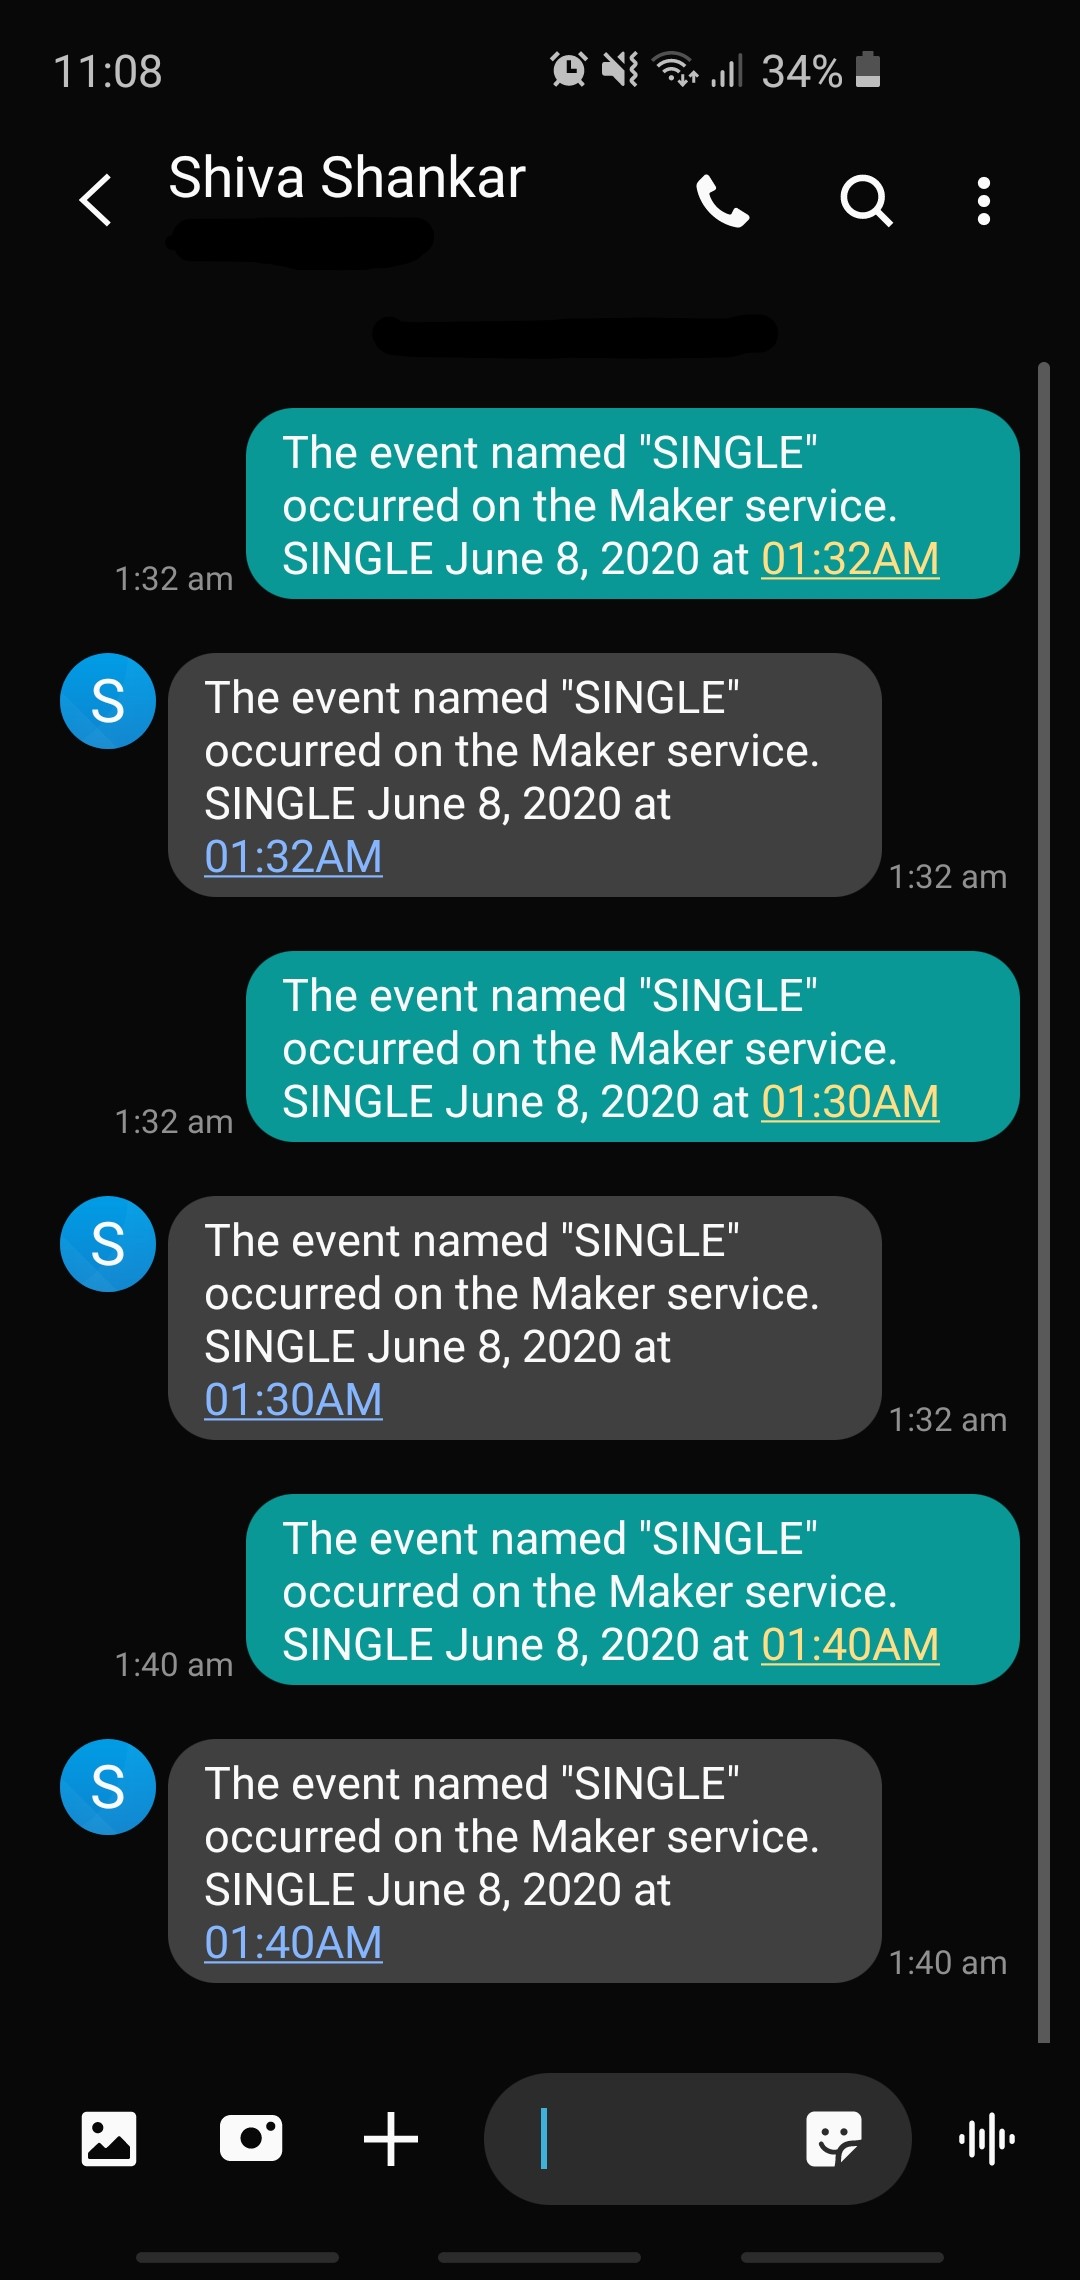 11:08 34%
Shiva Shankar
The event named "SINGLE"
occurred on the Maker service.
SINGLE June 8, 2020 at 01:32AM
1:32 am
S
The event named "SINGLE"
occurred on the Maker service.
SINGLE June 8, 2020 at
01:32AM
1:32 am
The event named "SINGLE"
occurred on the Maker service.
SINGLE June 8, 2020 at 01:30AM
1:32 am
S
The event named "SINGLE"
occurred on the Maker service.
SINGLE June 8, 2020 at
01:30AM
1:32 am
The event named "SINGLE"
occurred on the Maker service.
SINGLE June 8, 2020 at 01:40AM
1:40 am
S
The event named "SINGLE"
occurred on the Maker service.
SINGLE June 8, 2020 at
01:40AM
1:40 am